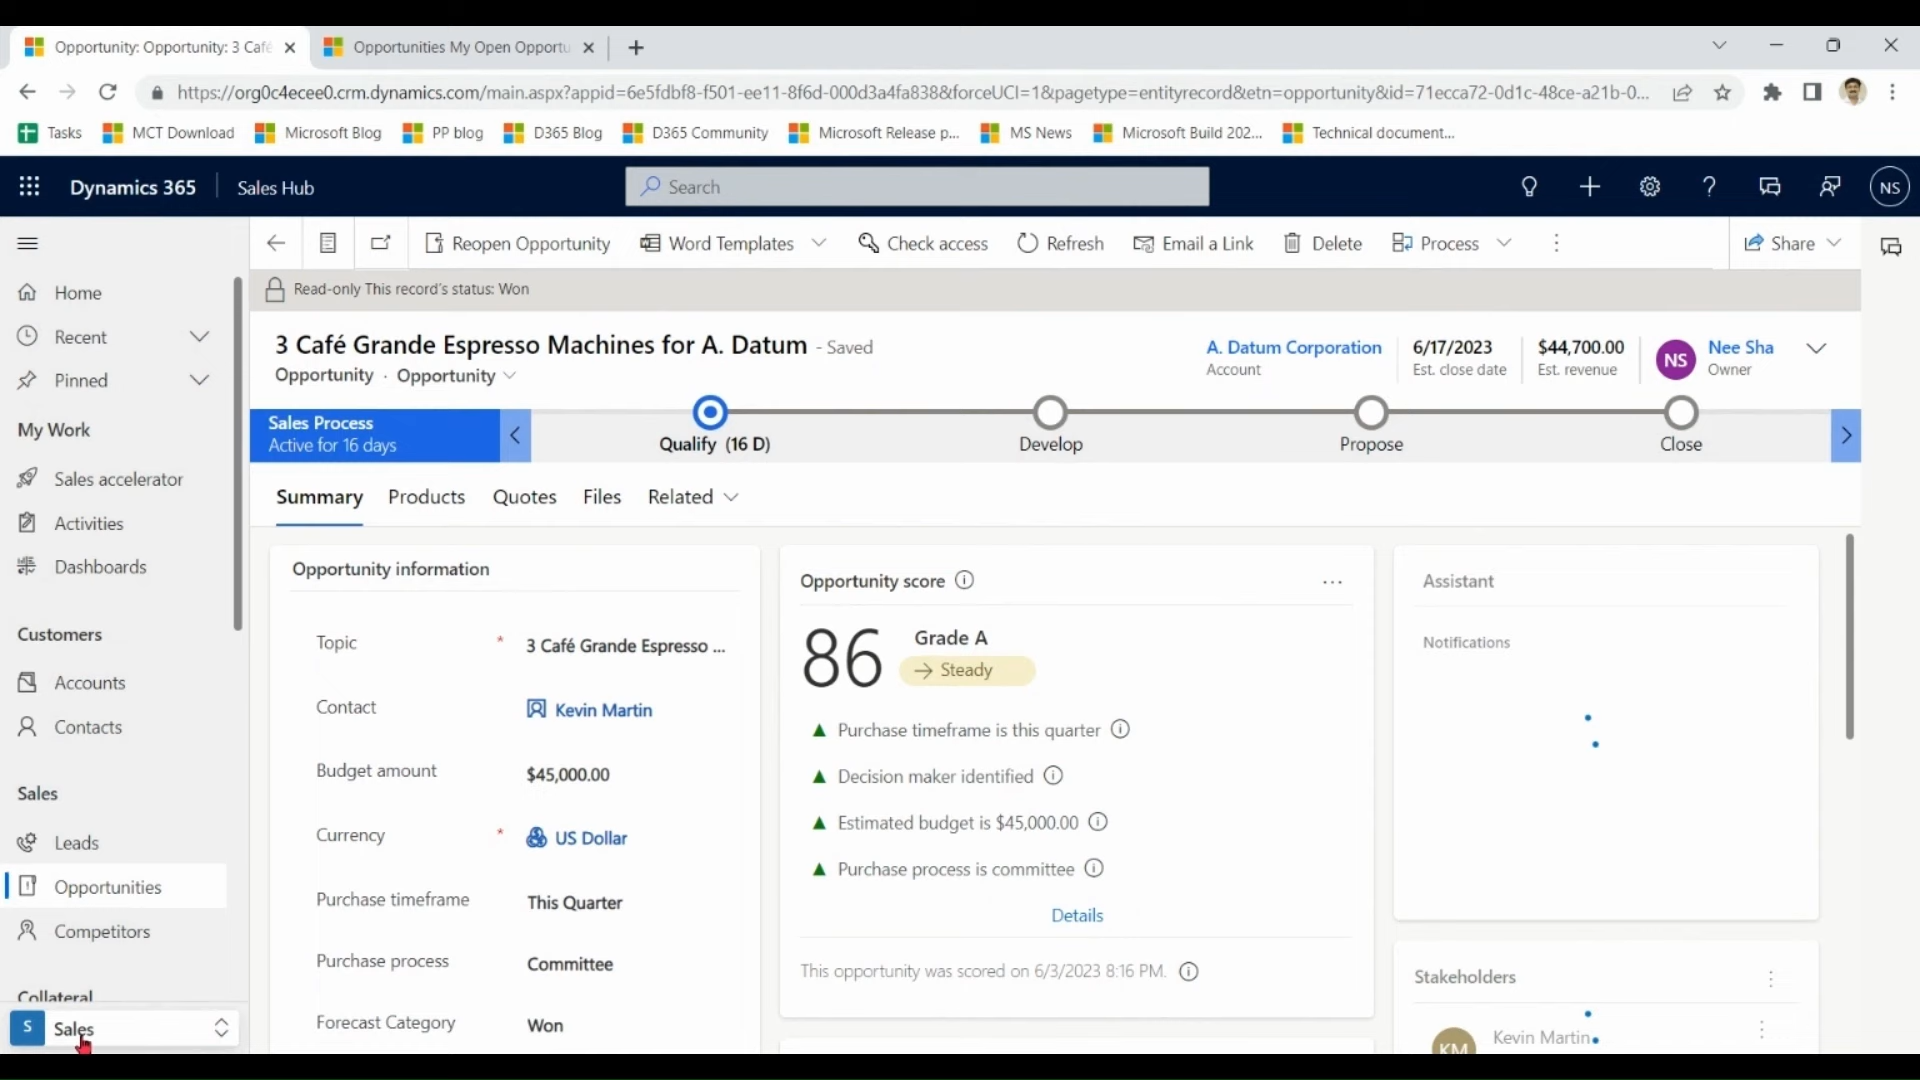 Opportunity: Opportunity: 3 Café
Opportunities My Open Opportu
https://org0c4ecee0.crm.dynamics.com/main.aspx?appid=6e5fdbf8-f501-ee11-8f6d-000d3a4fa838&forceUCI=1&pagetype=entityrecord&etn=opportunity&id=71ecca72-0d1c-48ce-a21b-0...
Tasks MCT Download Microsoft Blog PP blog D365 Blog D365 Community Microsoft Release p... MS News Microsoft Build 202... Technical document...
Dynamics 365 Sales Hub Search NS
Reopen Opportunity Word Templates Check access Refresh Email a Link Delete Process Share
Read-only This record's status: Won
Home
Recent
Pinned
My Work
Sales accelerator
Activities
Dashboards
Customers
Accounts
Contacts
Sales
Leads
Opportunities
Competitors
Collateral
S Sales
3 Café Grande Espresso Machines for A. Datum - Saved
Opportunity · Opportunity
A. Datum Corporation
Account
6/17/2023
Est. close date
$44,700.00
Est. revenue
NS
Nee Sha
Owner
Sales Process
Active for 16 days
Qualify (16 D)
Develop
Propose
Close
Summary Products Quotes Files Related
Opportunity information
Topic * 3 Café Grande Espresso ...
Contact Kevin Martin
Budget amount $45,000.00
Currency * US Dollar
Purchase timeframe This Quarter
Purchase process Committee
Forecast Category Won
Opportunity score
86
Grade A
→ Steady
Purchase timeframe is this quarter
Decision maker identified
Estimated budget is $45,000.00
Purchase process is committee
Details
This opportunity was scored on 6/3/2023 8:16 PM.
Assistant
Notifications
Stakeholders
KM Kevin Martin